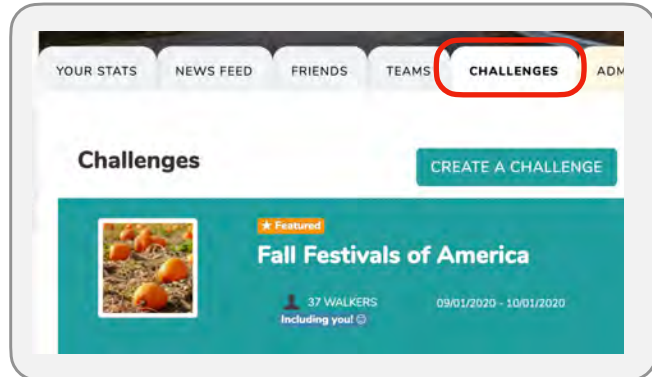 YOUR STATS NEWS FEED FRIENDS TEAMS CHALLENGES ADM
Challenges CREATE A CHALLENGE
★ Featured
Fall Festivals of America
37 WALKERS 09/01/2020 - 10/01/2020
Including you! ☺